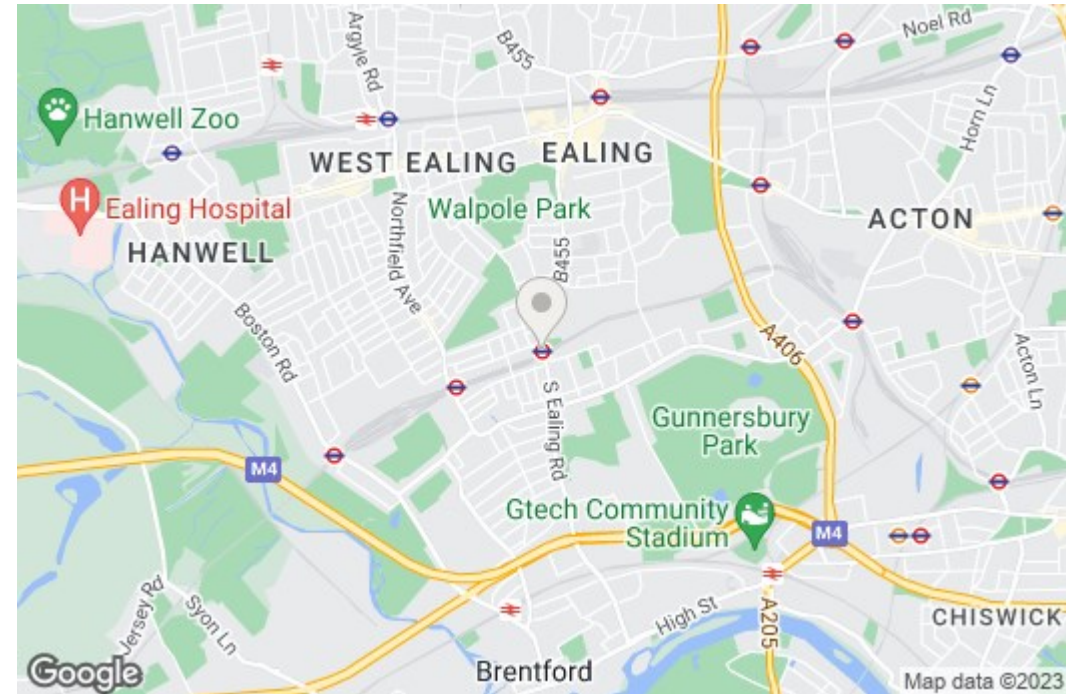 Noel Rd
Argyle Rd
B455
Horn Ln
Hanwell Zoo
WEST EALING
EALING
H
Ealing Hospital
Walpole Park
ACTON
Northfield Ave
B455
HANWELL
Boston Rd
A406
Acton Ln
S Ealing Rd
Gunnersbury
Park
M4
Gtech Community
Stadium
M4
Jersey Rd
Syon Ln
High St
A205
CHISWICK
Brentford
Google
Map data ©2023